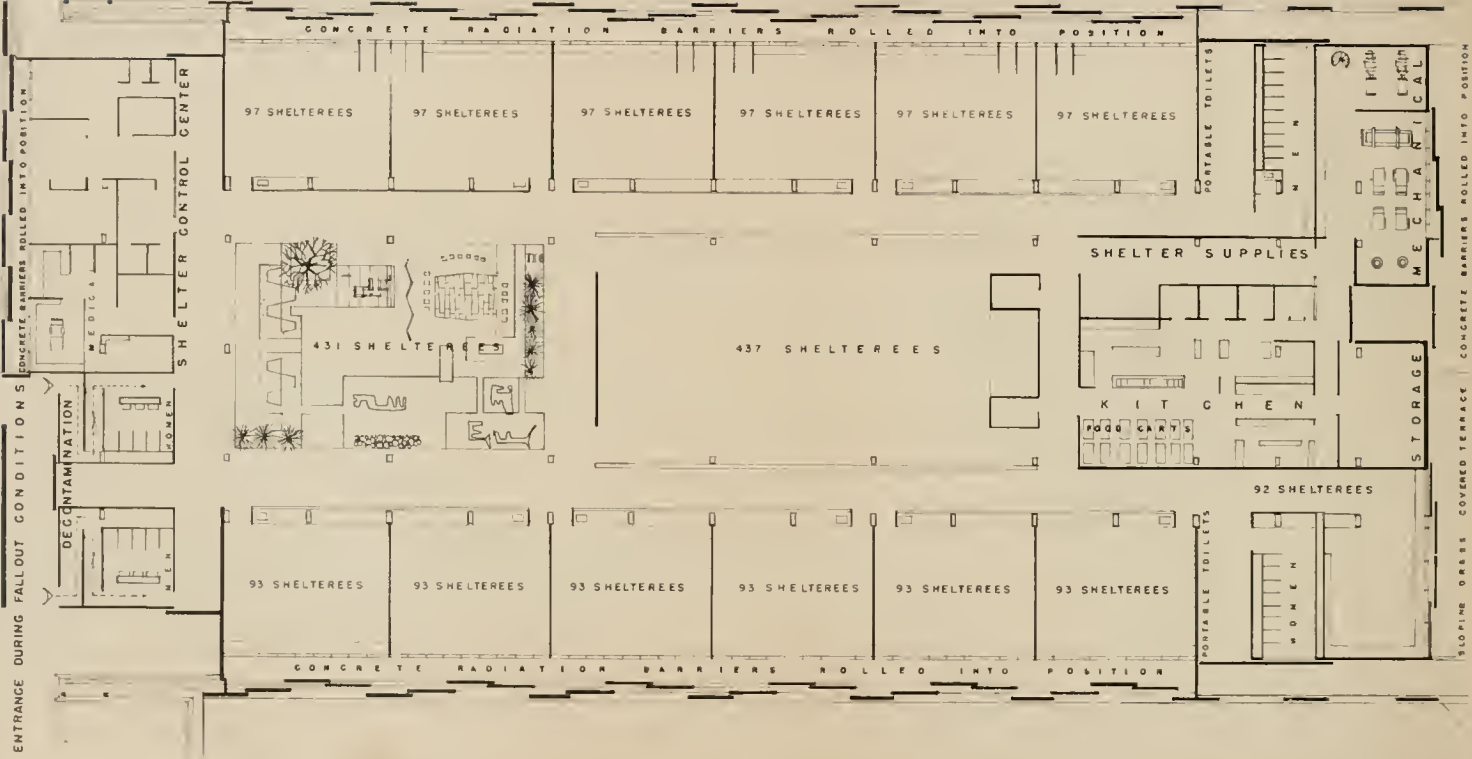 CONCRETE RADIATION BARRIERS ROLLED INTO POSITION
97 SHELTEREES
97 SHELTEREES
97 SHELTEREES
97 SHELTEREES
97 SHELTEREES
97 SHELTEREES
PORTABLE TOILETS
MEN
MECHANICAL
CONCRETE BARRIERS ROLLED INTO POSITION
SHELTER CONTROL CENTER
MEDICAL
SHELTER SUPPLIES
431 SHELTEREES
437 SHELTEREES
KITCHEN
FOOD CARTS
STORAGE
ENTRANCE DURING FALLOUT CONDITIONS
DECONTAMINATION
WOMEN
MEN
92 SHELTEREES
93 SHELTEREES
93 SHELTEREES
93 SHELTEREES
93 SHELTEREES
93 SHELTEREES
93 SHELTEREES
PORTABLE TOILETS
WOMEN
CONCRETE RADIATION BARRIERS ROLLED INTO POSITION
SLOPING GRASS COVERED TERRACE | CONCRETE BARRIERS ROLLED INTO POSITION